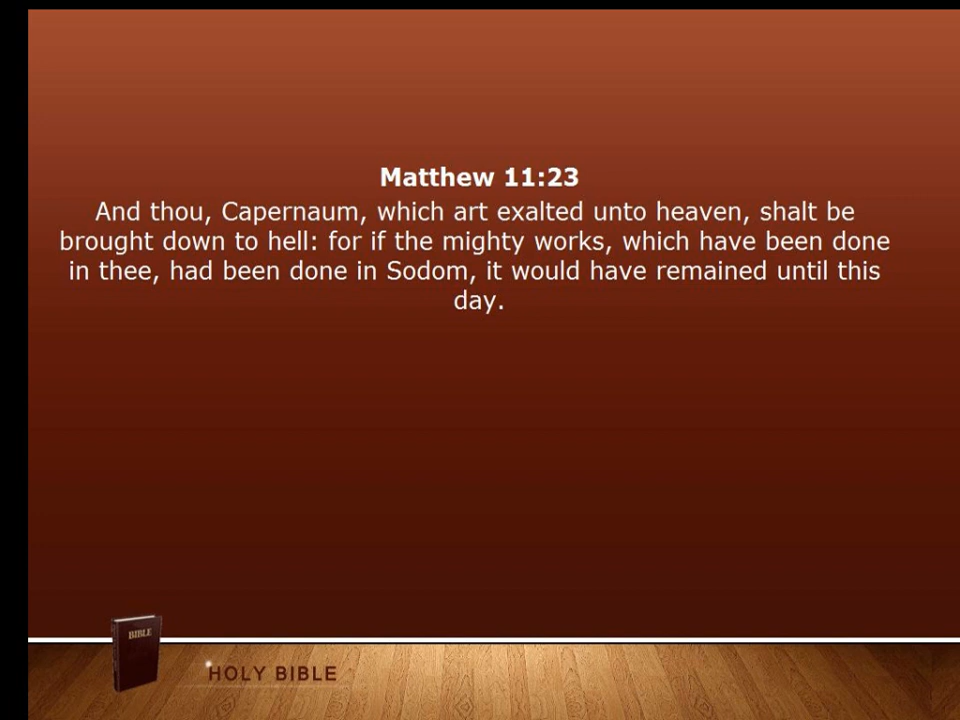 Matthew 11:23
And thou, Capernaum, which art exalted unto heaven, shalt be
brought down to hell: for if the mighty works, which have been done
in thee, had been done in Sodom, it would have remained until this
day.
BIBLE
HOLY BIBLE